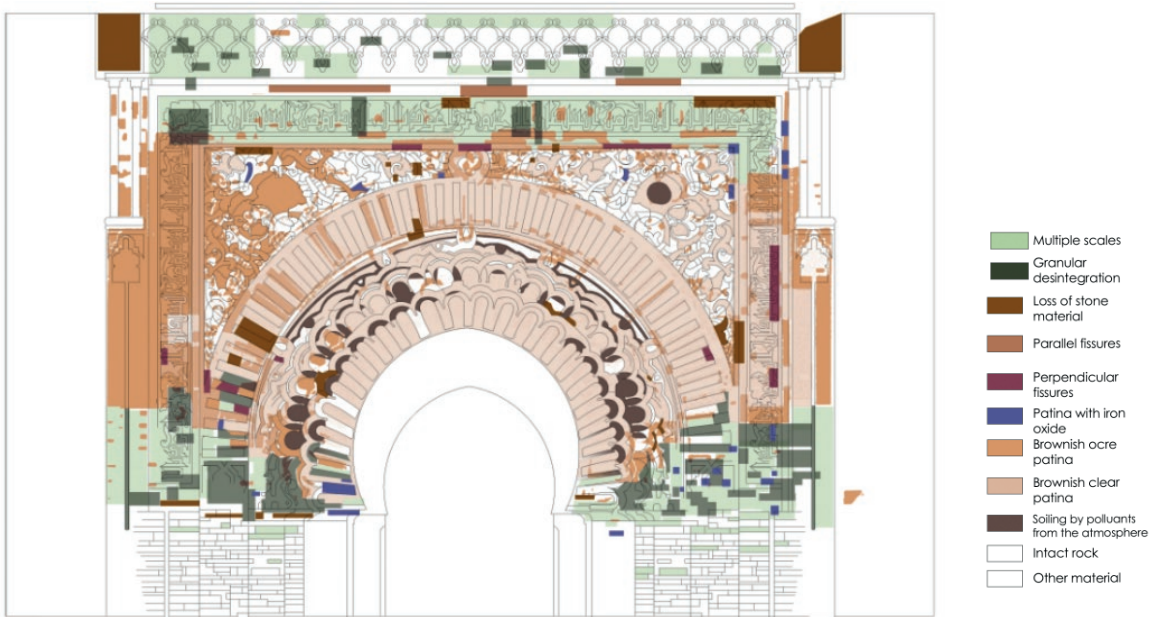 Multiple scales
Granular
desintegration
Loss of stone
material
Parallel fissures
Perpendicular
fissures
Patina with iron
oxide
Brownish ocre
patina
Brownish clear
patina
Soiling by polluants
from the atmosphere
Intact rock
Other material